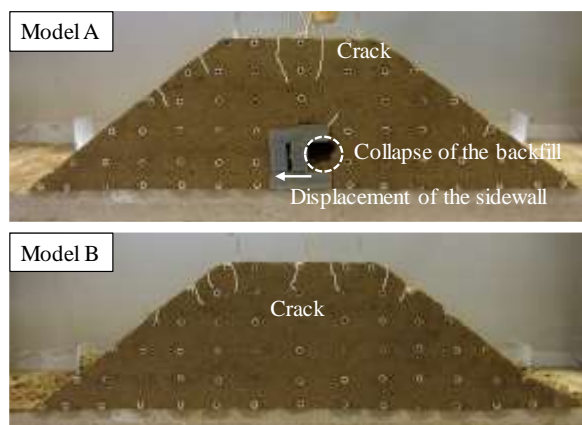 Model A
Crack
Collapse of the backfill
Displacement of the sidewall
Model B
Crack